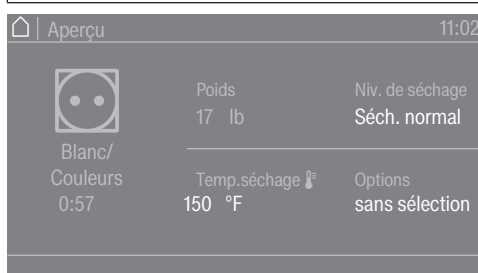 Aperçu 11:02
Poids
17 lb
Niv. de séchage
Séch. normal
Blanc/
Couleurs
0:57
Temp.séchage
150 °F
Options
sans sélection